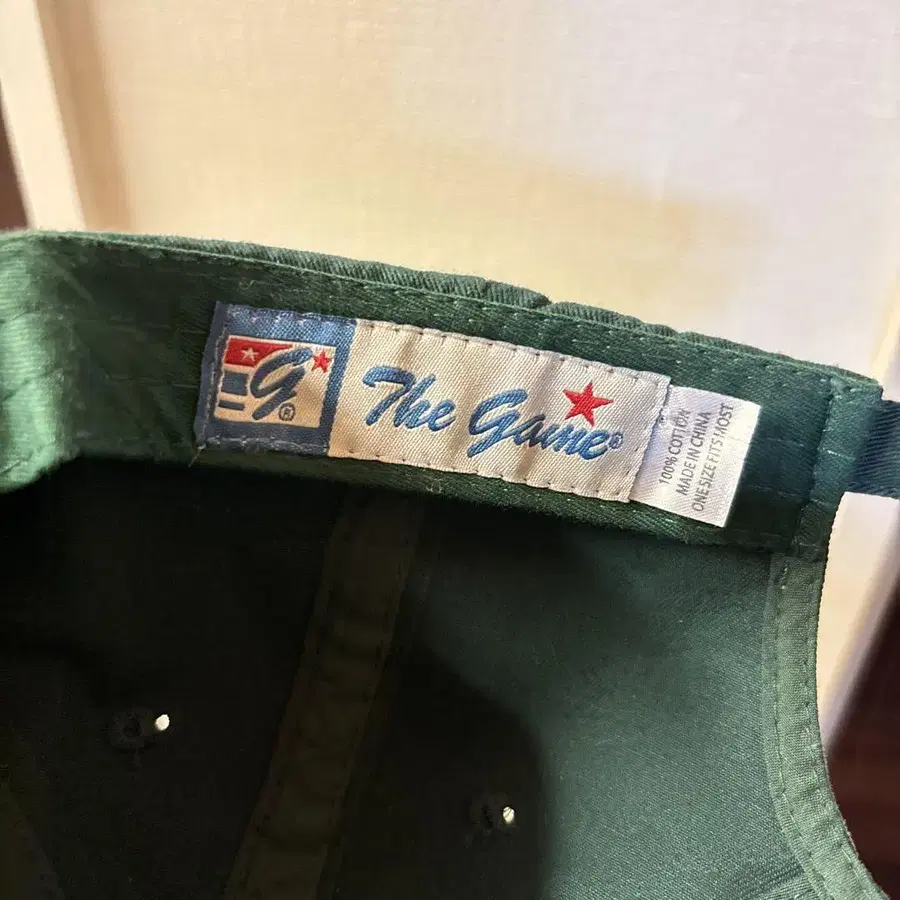 G®
The Game®
100% COTTON
MADE IN CHINA
ONE SIZE FITS MOST